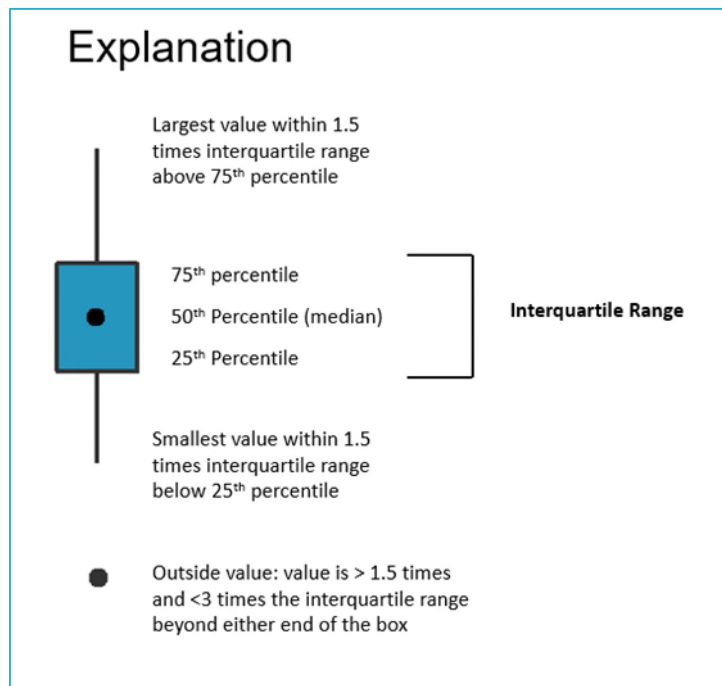 Explanation
Largest value within 1.5
times interquartile range
above 75th percentile
75th percentile
50th Percentile (median)
25th Percentile
Interquartile Range
Smallest value within 1.5
times interquartile range
below 25th percentile
Outside value: value is > 1.5 times
and <3 times the interquartile range
beyond either end of the box